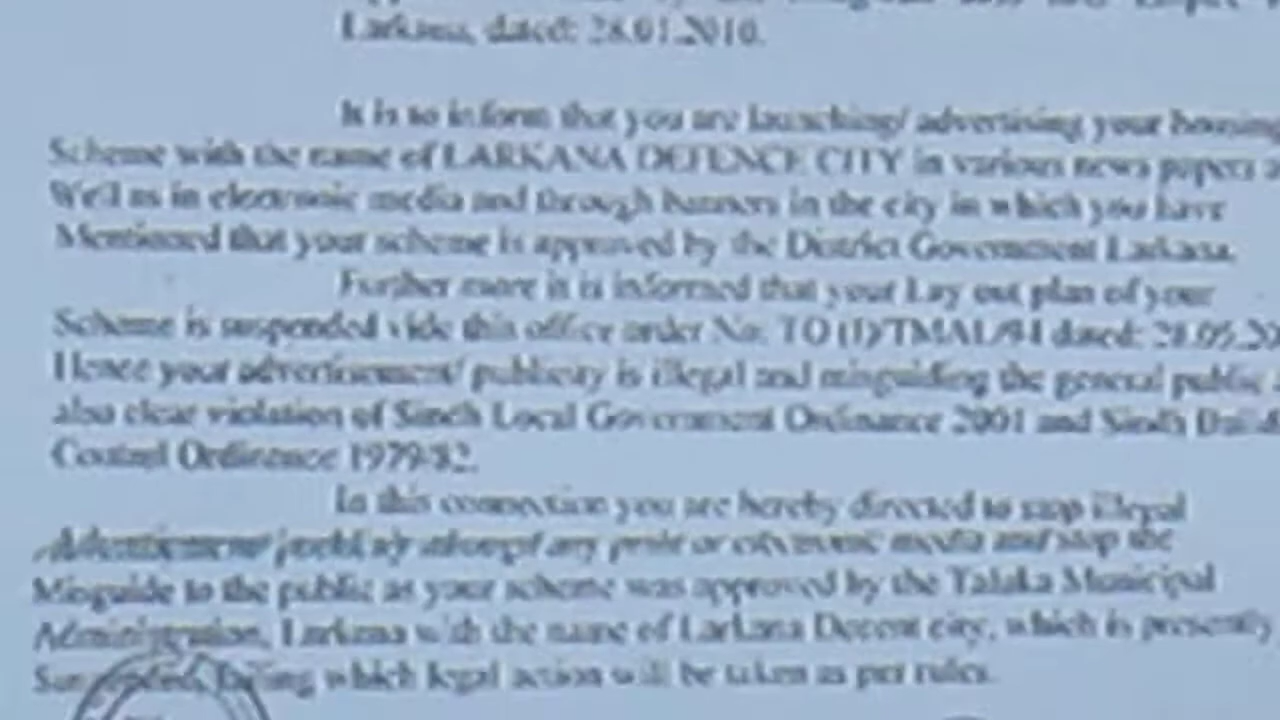 Larkana, dated: 28.01.2010.
It is to inform that you are launching/ advertising your housing
Scheme with the name of LARKANA DEFENCE CITY in various news papers
Well as in electronic media and through banners in the city in which you have
Mentioned that your scheme is approved by the District Government Larkana.
Further more it is informed that your Lay out plan of your
Scheme is suspended vide this office order No: TO (I)/TMAL/ dated:
Hence your advertisement/ publicity is illegal and misguiding the general public
also clear violation of Sindh Local Government Ordinance 2001 and Sindh
Control Ordinance 1979/82.
In this connection you are hereby directed to stop illegal
Advertisement/ publicity any print or electronic media and stop the
Misguide to the public as your scheme was approved by the Taluka Municipal
Administration, Larkana with the name of Larkana Decent city, which is presently
Suspended, failing which legal action will be taken as per rules.